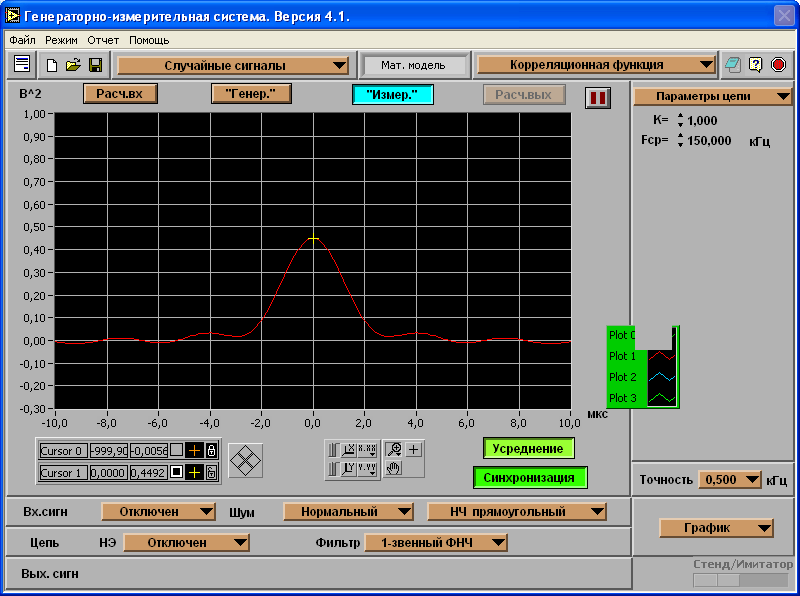 Генераторно-измерительная система. Версия 4.1.
Файл Режим Отчет Помощь
Случайные сигналы Мат. модель Корреляционная функция
В^2 Расч.вх "Генер." "Измер." Расч.вых Параметры цепи
K= 1,000
Fср= 150,000 кГц
1,00
0,90
0,80
0,70
0,60
0,50
0,40
0,30
0,20
0,10
0,00
-0,10
-0,20
-0,30
-10,0 -8,0 -6,0 -4,0 -2,0 0,0 2,0 4,0 6,0 8,0 10,0 мкс
Plot 0
Plot 1
Plot 2
Plot 3
Cursor 0 -999,90 -0,0056
Cursor 1 0,0000 0,4492
X X.XX
Y Y.YY
Усреднение
Синхронизация
Точность 0,500 кГц
Вх.сигн Отключен Шум Нормальный НЧ прямоугольный
График
Цепь НЭ Отключен Фильтр 1-звенный ФНЧ
Стенд/Имитатор
Вых. сигн